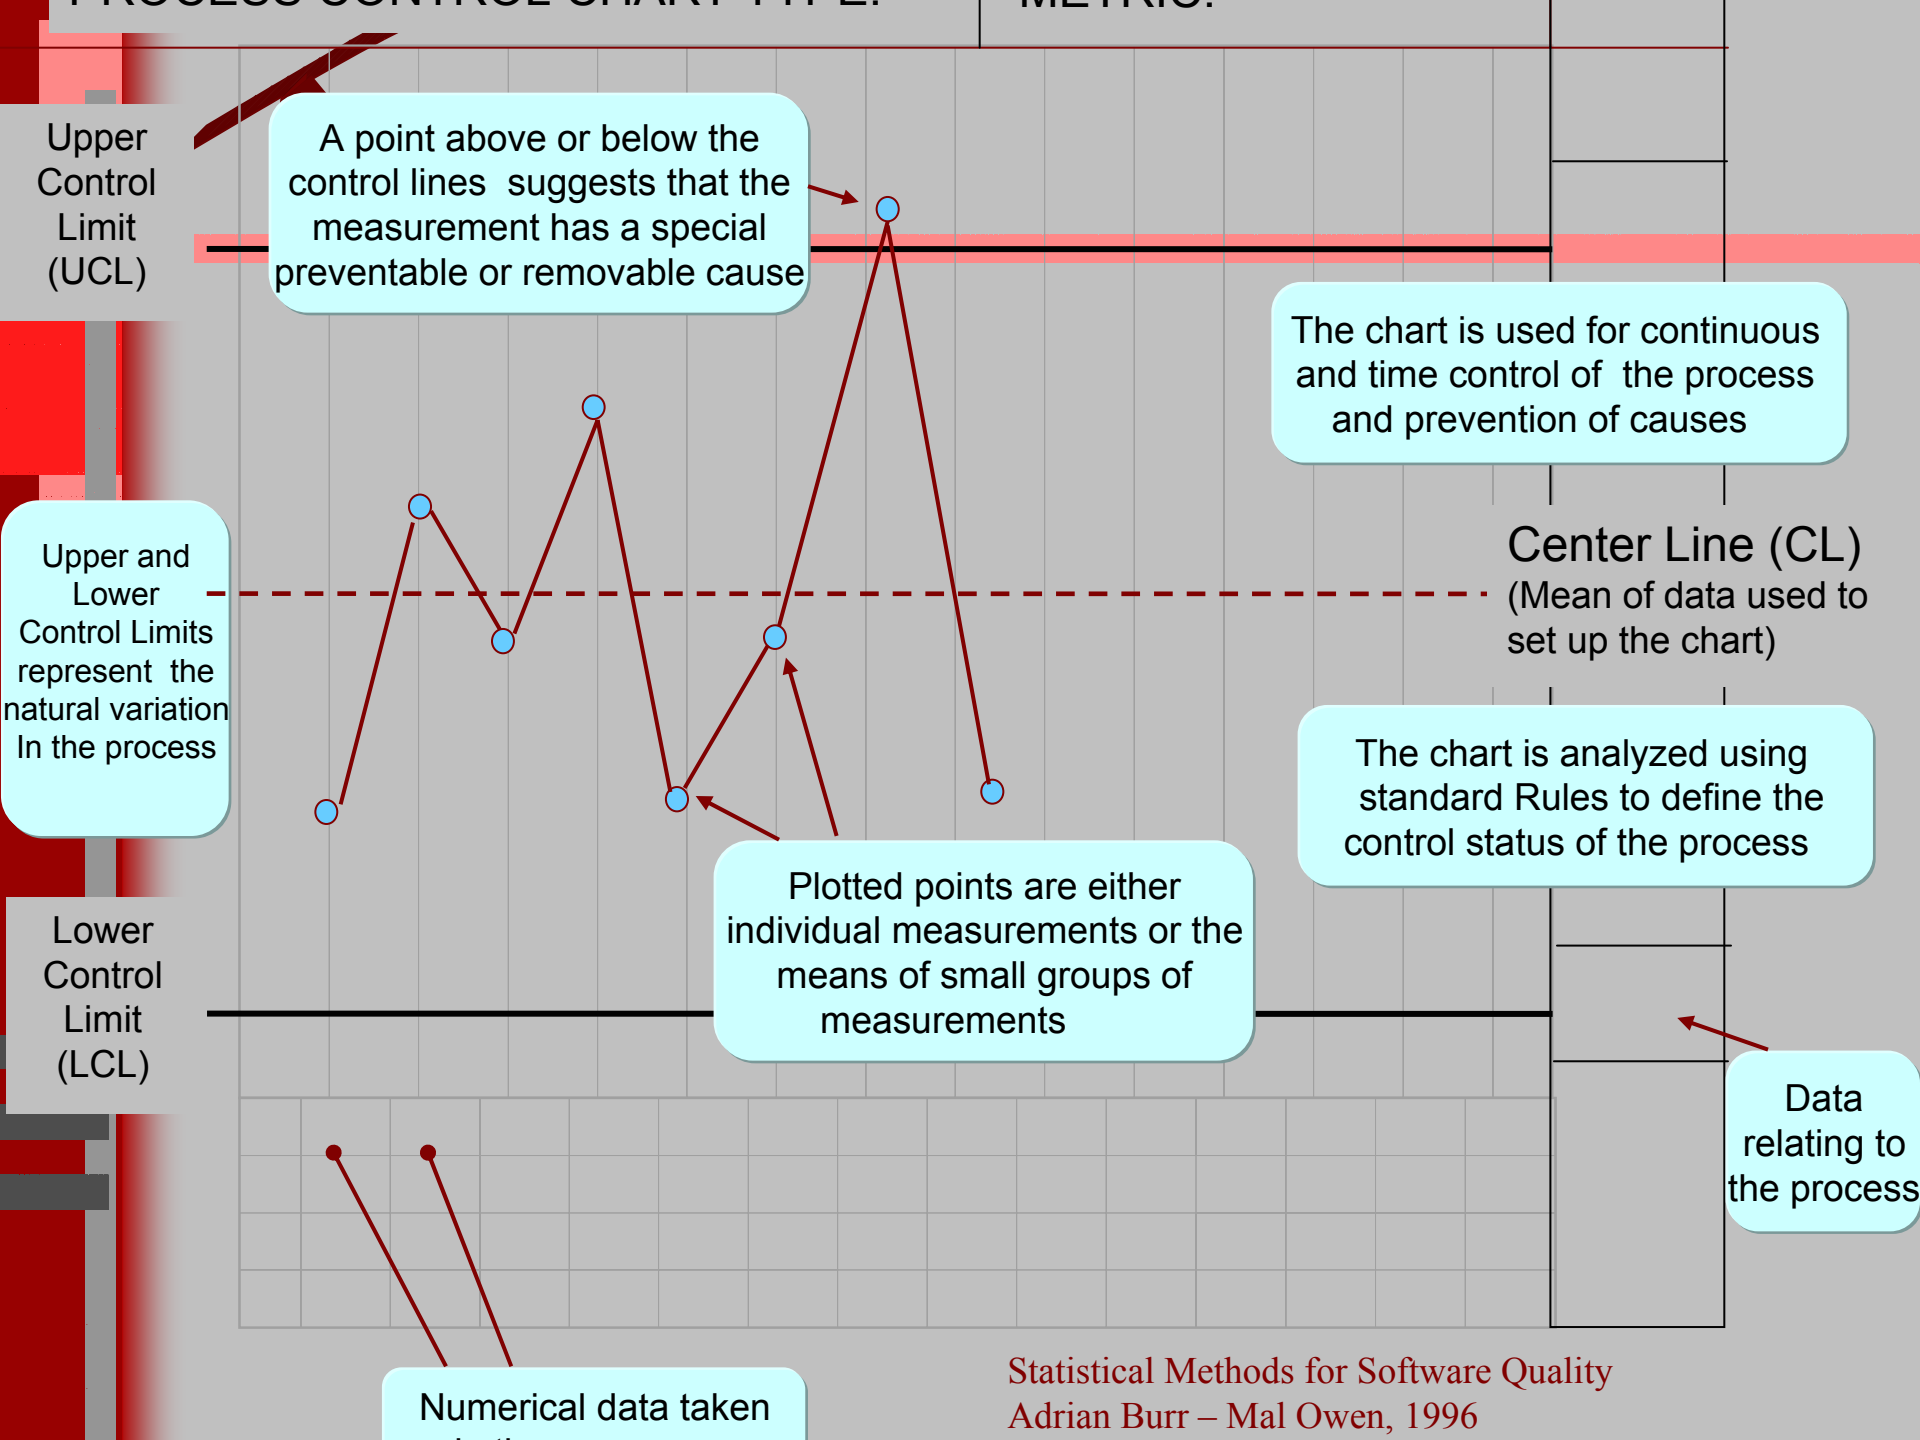 PROCESS CONTROL CHART TYPE:
METRIC:
Upper
Control
Limit
(UCL)
A point above or below the
control lines suggests that the
measurement has a special
preventable or removable cause
The chart is used for continuous
and time control of the process
and prevention of causes
Upper and
Lower
Control Limits
represent the
natural variation
In the process
Center Line (CL)
(Mean of data used to
set up the chart)
The chart is analyzed using
standard Rules to define the
control status of the process
Plotted points are either
individual measurements or the
means of small groups of
measurements
Lower
Control
Limit
(LCL)
Data
relating to
the process
Numerical data taken
Statistical Methods for Software Quality
Adrian Burr – Mal Owen, 1996